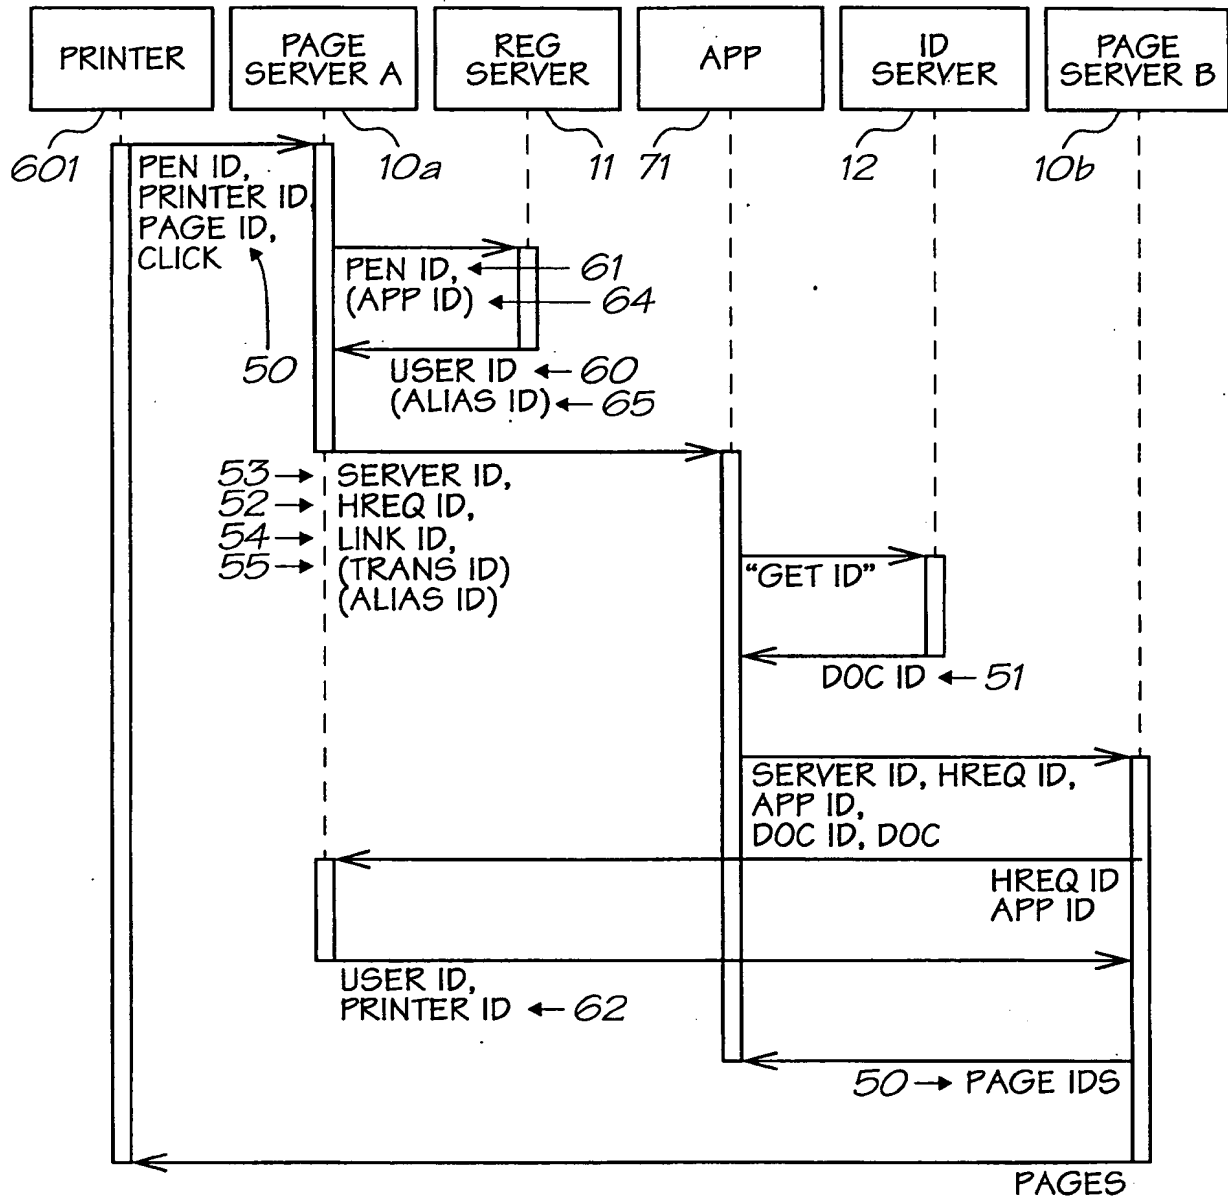 PRINTER
PAGE
SERVER A
REG
SERVER
APP
ID
SERVER
PAGE
SERVER B
601
10a
11
71
12
10b
PEN ID,
PRINTER ID,
PAGE ID,
CLICK
50
PEN ID,
61
(APP ID)
64
USER ID
60
(ALIAS ID)
65
53
SERVER ID,
52
HREQ ID,
54
LINK ID,
55
(TRANS ID)
(ALIAS ID)
“GET ID”
DOC ID
51
SERVER ID, HREQ ID,
APP ID,
DOC ID, DOC
HREQ ID
APP ID
USER ID,
PRINTER ID
62
50
PAGE IDS
PAGES